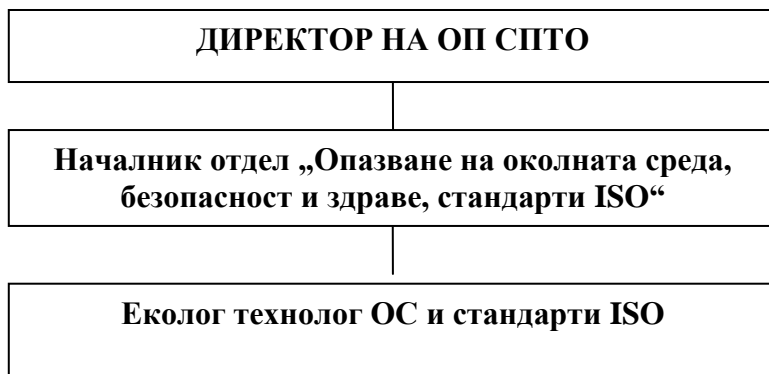 ДИРЕКТОР НА ОП СПТО
Началник отдел „Опазване на околната среда,
безопасност и здраве, стандарти ISO“
Еколог технолог ОС и стандарти ISO